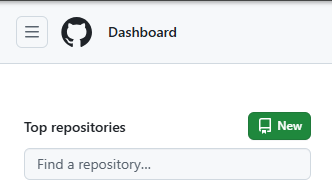 Dashboard
Top repositories
New
Find a repository...